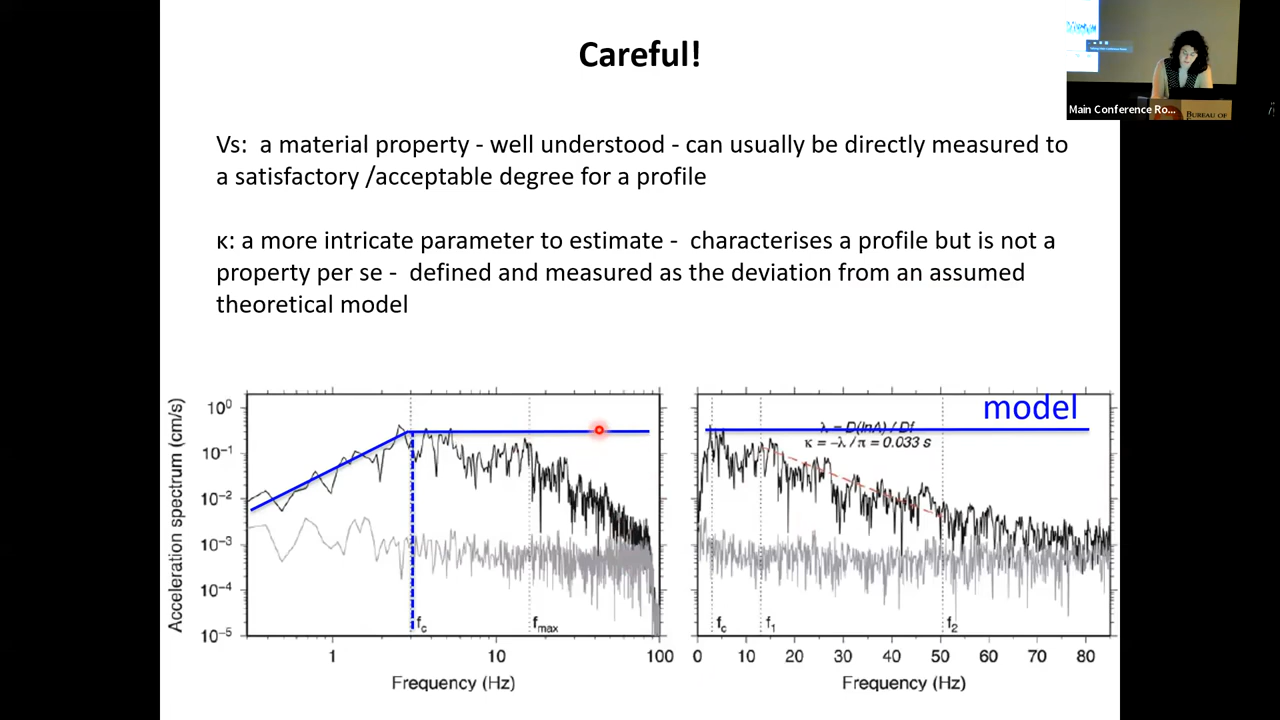 Careful!
Main Conference Ro...
BUREAU OF
Vs: a material property - well understood - can usually be directly measured to
a satisfactory /acceptable degree for a profile
κ: a more intricate parameter to estimate - characterises a profile but is not a
property per se - defined and measured as the deviation from an assumed
theoretical model
model
λ = D(lnA) / Df
κ = -λ/π = 0.033 s
Acceleration spectrum (cm/s)
10⁰
10⁻¹
10⁻²
10⁻³
10⁻⁴
10⁻⁵
fc fmax
fc f1 f2
1 10 100
0 10 20 30 40 50 60 70 80
Frequency (Hz)
Frequency (Hz)